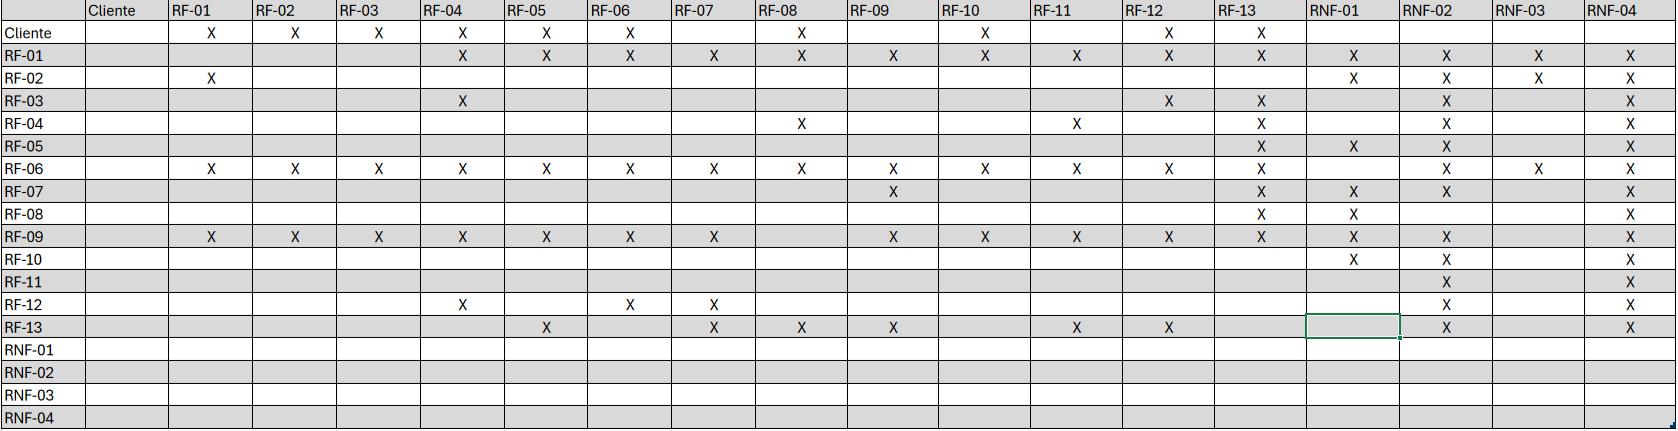 Cliente RF-01 RF-02 RF-03 RF-04 RF-05 RF-06 RF-07 RF-08 RF-09 RF-10 RF-11 RF-12 RF-13 RNF-01 RNF-02 RNF-03 RNF-04
Cliente X X X X X X X X X X
RF-01 X X X X X X X X X X X X X X
RF-02 X X X X X
RF-03 X X X X X
RF-04 X X X X X
RF-05 X X X X
RF-06 X X X X X X X X X X X X X X X X
RF-07 X X X X X
RF-08 X X X
RF-09 X X X X X X X X X X X X X X X
RF-10 X X X
RF-11 X X
RF-12 X X X X X
RF-13 X X X X X X X X
RNF-01
RNF-02
RNF-03
RNF-04